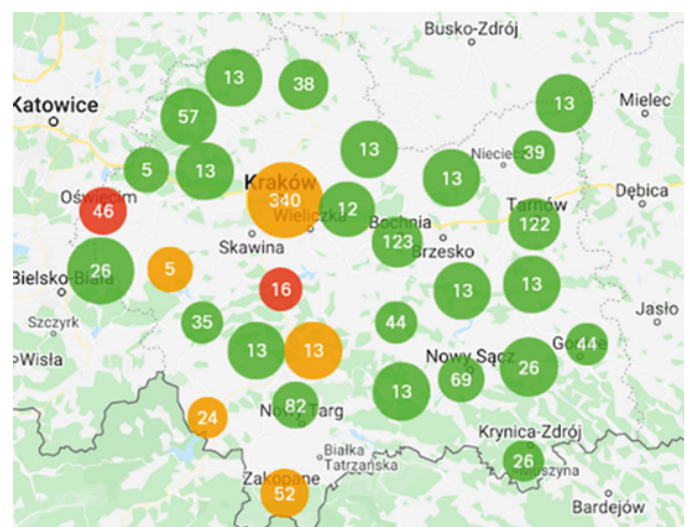 Busko-Zdrój
13
38
Katowice
57
13
Mielec
13
39
5
13
13
Kraków
340
Oświęcim
46
12
Wieliczka
Dębica
Tarnów
122
Bochnia
123
Brzesko
Skawina
26
Bielsko-Biała
5
16
13
13
35
44
Szczyrk
Jasło
Wisła
13
13
44
Nowy Sącz
69
26
13
82
Nowy Targ
24
Krynica-Zdrój
26
Muszyna
Białka
Tatrzańska
Zakopane
52
Bardejów